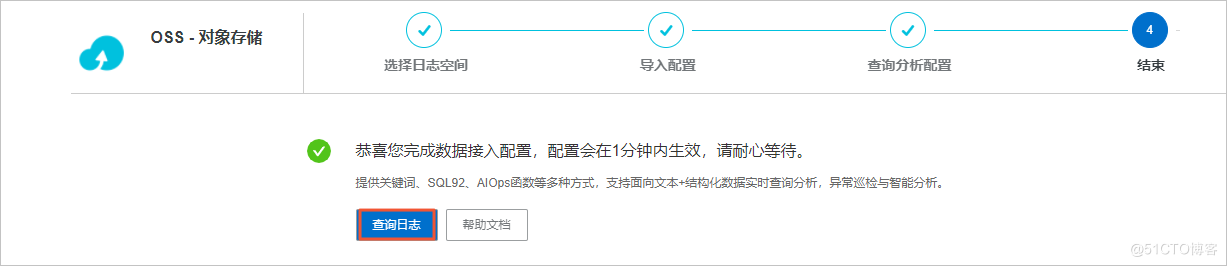 OSS - 对象存储
4
选择日志空间
导入配置
查询分析配置
结束
恭喜您完成数据接入配置，配置会在1分钟内生效，请耐心等待。
提供关键词、SQL92、AIOps函数等多种方式，支持面向文本+结构化数据实时查询分析，异常巡检与智能分析。
查询日志
帮助文档
@51CTO博客